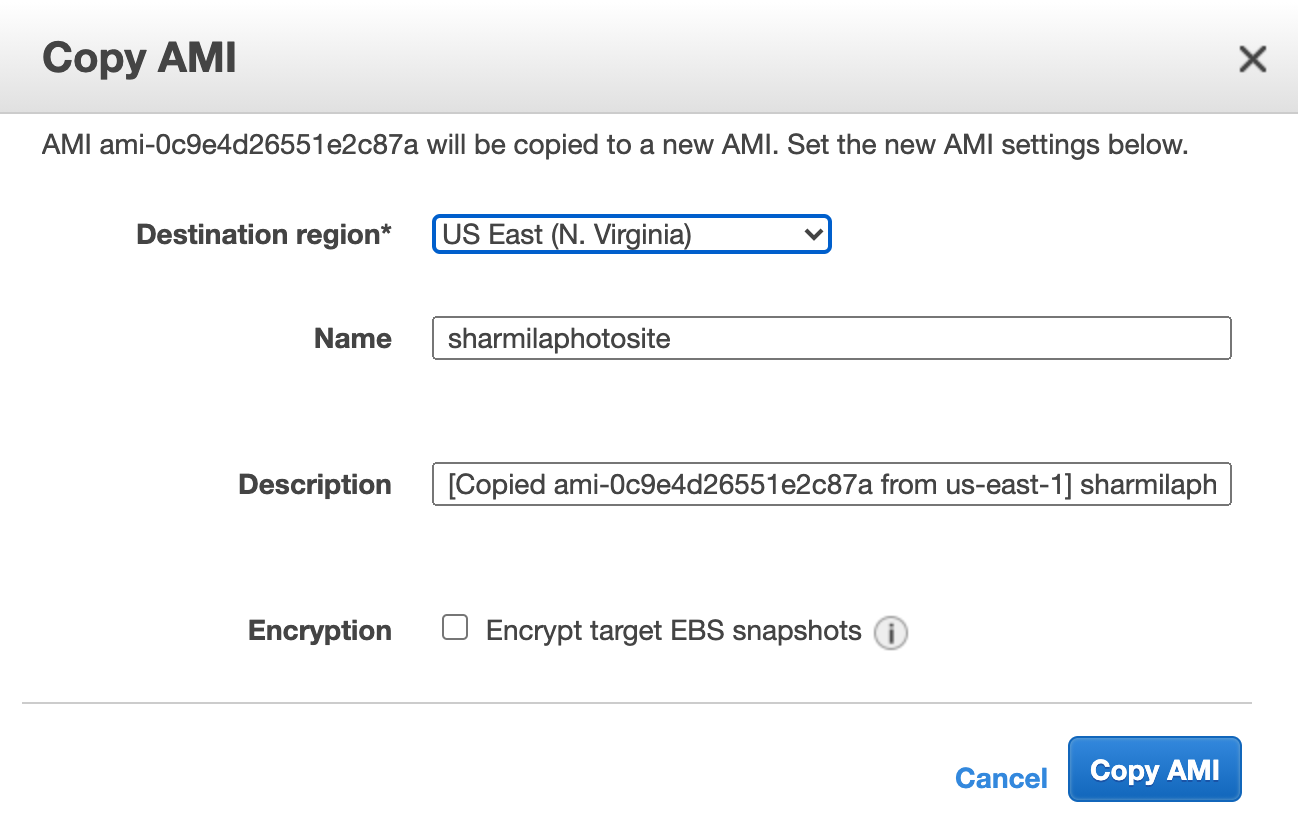 Copy AMI
AMI ami-0c9e4d26551e2c87a will be copied to a new AMI. Set the new AMI settings below.
Destination region* US East (N. Virginia)
Name sharmilaphotosite
Description [Copied ami-0c9e4d26551e2c87a from us-east-1] sharmilaph
Encryption Encrypt target EBS snapshots i
Cancel Copy AMI